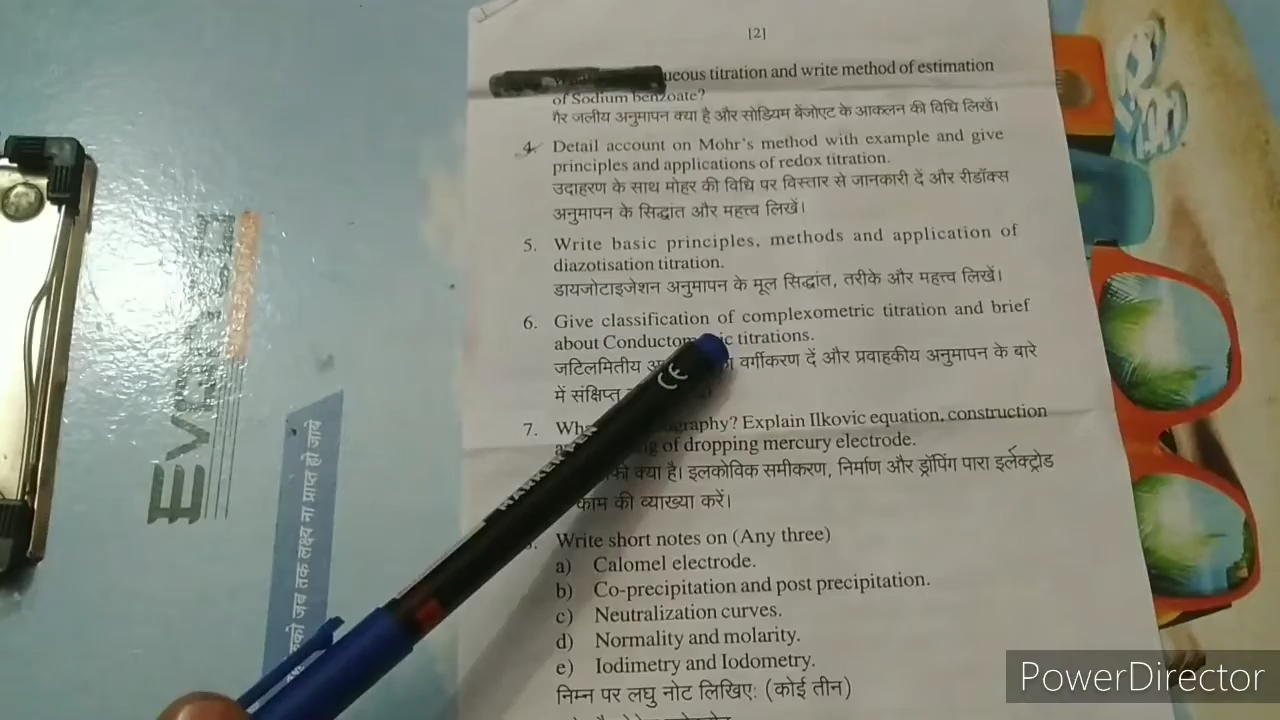 [2]
ueous titration and write method of estimation
of Sodium benzoate?
गैर जलीय अनुमापन क्या है और सोडियम बेंजोएट के आकलन की विधि लिखें।
4. Detail account on Mohr's method with example and give
principles and applications of redox titration.
उदाहरण के साथ मोहर की विधि पर विस्तार से जानकारी दें और रीडॉक्स
अनुमापन के सिद्धांत और महत्त्व लिखें।
5. Write basic principles, methods and application of
diazotisation titration.
डायजोटाइजेशन अनुमापन के मूल सिद्धांत, तरीके और महत्त्व लिखें।
6. Give classification of complexometric titration and brief
about Conductom ic titrations.
जटिलमितीय वर्गीकरण दें और प्रवाहकीय अनुमापन के बारे
में संक्षिप्त
7. Wh graphy? Explain Ilkovic equation, construction
g of dropping mercury electrode.
क्या है। इलकोविक समीकरण, निर्माण और ड्रॉपिंग पारा इर्लेक्ट्रोड
काम की व्याख्या करें।
Write short notes on (Any three)
a) Calomel electrode.
b) Co-precipitation and post precipitation.
c) Neutralization curves.
d) Normality and molarity.
e) Iodimetry and Iodometry.
निम्न पर लघु नोट लिखिए: (कोई तीन)
CE
जब तक लक्ष्य ना प्राप्त हो जाये
PowerDirector